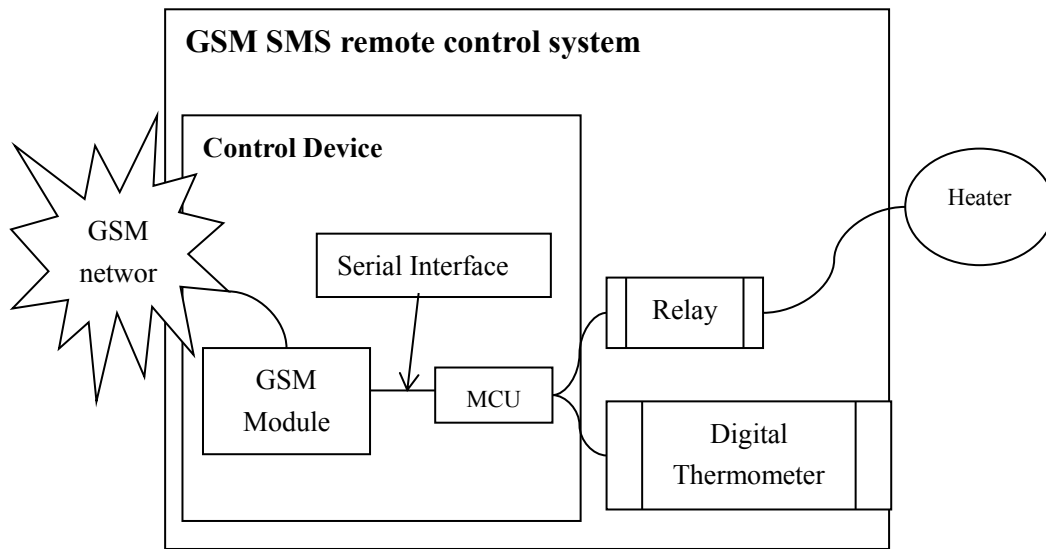 GSM SMS remote control system
Control Device
GSM
networ
Serial Interface
Heater
Relay
GSM
Module
MCU
Digital
Thermometer